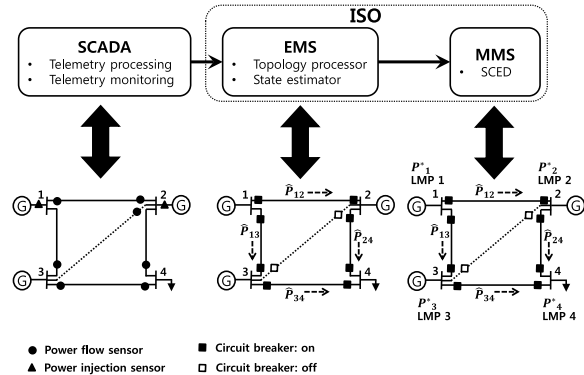 ISO
SCADA
• Telemetry processing
• Telemetry monitoring
EMS
• Topology processor
• State estimator
MMS
• SCED
1
2
G
G
3
4
G
1
P̂12
2
G
G
P̂13
P̂24
3
4
G
P̂34
P*1
LMP 1
P*2
LMP 2
1
P̂12
2
G
G
P̂13
P̂24
3
4
G
P̂34
P*3
LMP 3
P*4
LMP 4
Power flow sensor
Power injection sensor
Circuit breaker: on
Circuit breaker: off